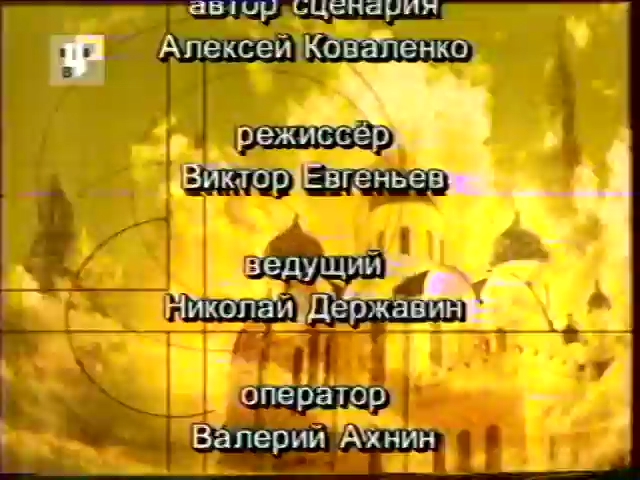 автор сценария
Алексей Коваленко
режиссёр
Виктор Евгеньев
ведущий
Николай Державин
оператор
Валерий Ахнин